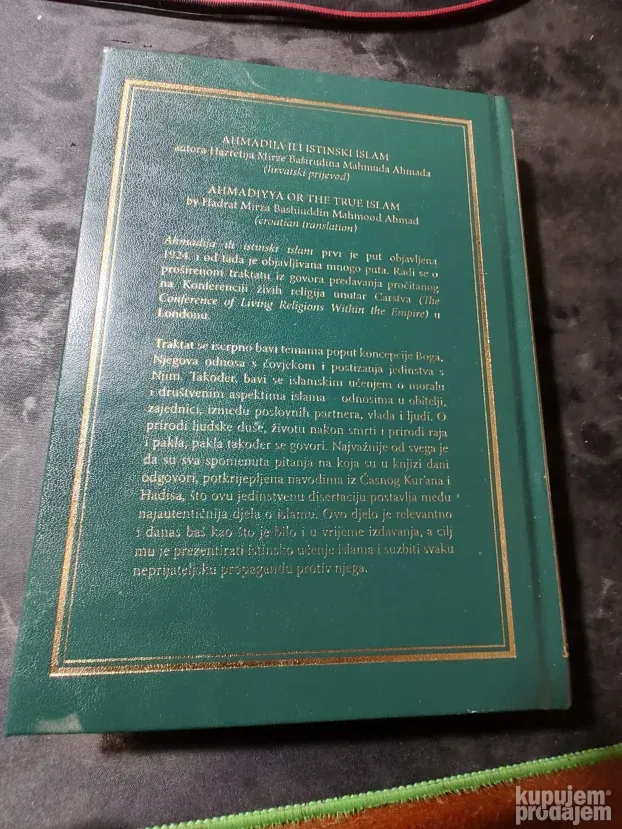 AHMADIJA ILI ISTINSKI ISLAM
autora Hazretija Mirze Baširudina Mahmuda Ahmada
(hrvatski prijevod)
AHMADIYYA OR THE TRUE ISLAM
by Hadrat Mirza Bashiuddin Mahmood Ahmad
(croatian translation)
Ahmadija ili istinski islam prvi je put objavljena
1924. i od tada je objavljivana mnogo puta. Radi se o
proširenom traktatu iz govora predavanja pročitanog
na Konferenciji živih religija unutar Carstva (The
Conference of Living Religions Within the Empire) u
Londonu.
Traktat se iscrpno bavi temama poput koncepcije Boga,
Njegova odnosa s čovjekom i postizanja jedinstva s
Njim. Također, bavi se islamskim učenjem o moralu
i društvenim aspektima islama odnosima u obitelji,
zajednici, između poslovnih partnera, vlada i ljudi. O
prirodi ljudske duše, životu nakon smrti i prirodi raja
i pakla, pakla također se govori. Najvažnije od svega je
da su sva spomenuta pitanja na koja su u knjizi dani
odgovori, potkrijepljena navodima iz Časnog Kur'ana i
Hadisa, što ovu jedinstvenu disertaciju postavlja među
najautentičnija djela o islamu. Ovo djelo je relevantno
i danas baš kao što je bilo i u vrijeme izdavanja, a cilj
mu je prezentirati istinsko učenje islama i suzbiti svaku
neprijateljsku propagandu protiv njega.
kupujem
prodajem